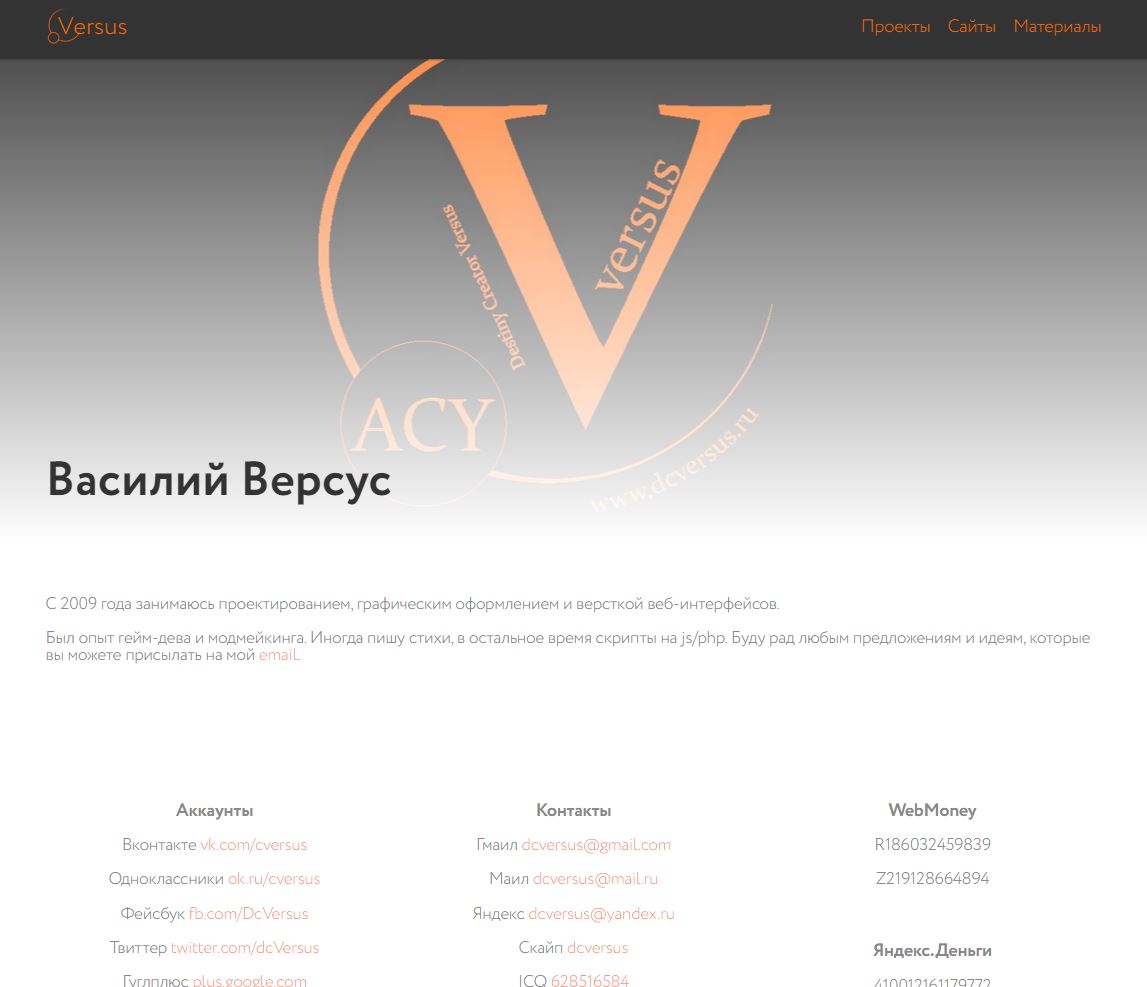 Versus
Проекты Сайты Материалы
versus
Destiny Creator Versus
ACY
www.dcversus.ru
Василий Версус
С 2009 года занимаюсь проектированием, графическим оформлением и версткой веб-интерфейсов.
Был опыт гейм-дева и модмейкинга. Иногда пишу стихи, в остальное время скрипты на js/php. Буду рад любым предложениям и идеям, которые
вы можете присылать на мой email.
Аккаунты
Вконтакте vk.com/cversus
Одноклассники ok.ru/cversus
Фейсбук fb.com/DcVersus
Твиттер twitter.com/dcVersus
Гуглплюс plus.google.com
Контакты
Гмаил dcversus@gmail.com
Маил dcversus@mail.ru
Яндекс dcversus@yandex.ru
Скайп dcversus
ICQ 628516584
WebMoney
R186032459839
Z219128664894
Яндекс.Деньги
410012161179772